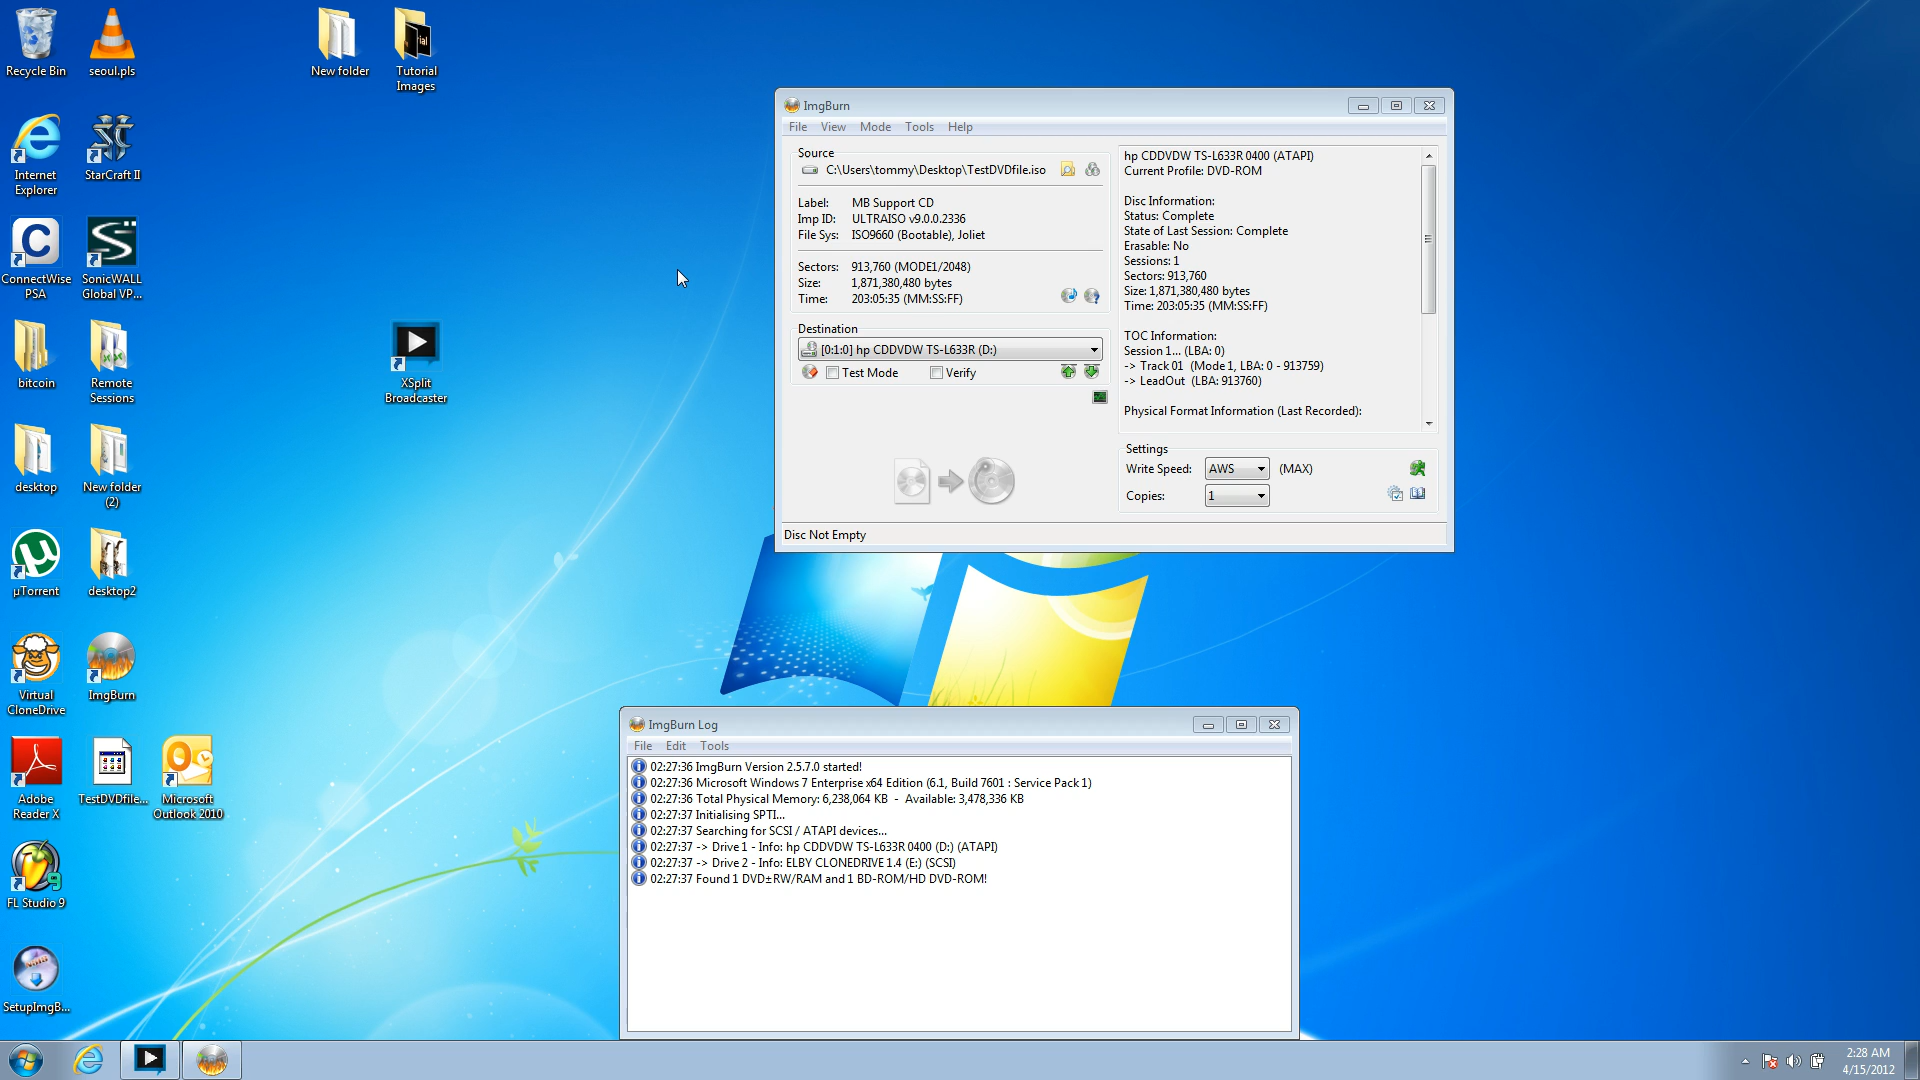 Recycle Bin
seoul.pls
New folder
Tutorial
Images
Internet
Explorer
StarCraft II
ConnectWise
PSA
SonicWALL
Global VP...
bitcoin
Remote
Sessions
XSplit
Broadcaster
desktop
New folder
(2)
µTorrent
desktop2
Virtual
CloneDrive
ImgBurn
Adobe
Reader X
TestDVDfile...
Microsoft
Outlook 2010
FL Studio 9
SetupImgB...
ImgBurn
File View Mode Tools Help
Source
C:\Users\tommy\Desktop\TestDVDfile.iso
Label: MB Support CD
Imp ID: ULTRAISO v9.0.0.2336
File Sys: ISO9660 (Bootable), Joliet
Sectors: 913,760 (MODE1/2048)
Size: 1,871,380,480 bytes
Time: 203:05:35 (MM:SS:FF)
Destination
[0:1:0] hp CDDVDW TS-L633R (D:)
Test Mode Verify
hp CDDVDW TS-L633R 0400 (ATAPI)
Current Profile: DVD-ROM
Disc Information:
Status: Complete
State of Last Session: Complete
Erasable: No
Sessions: 1
Sectors: 913,760
Size: 1,871,380,480 bytes
Time: 203:05:35 (MM:SS:FF)
TOC Information:
Session 1... (LBA: 0)
-> Track 01 (Mode 1, LBA: 0 - 913759)
-> LeadOut (LBA: 913760)
Physical Format Information (Last Recorded):
Settings
Write Speed: AWS (MAX)
Copies: 1
Disc Not Empty
ImgBurn Log
File Edit Tools
02:27:36 ImgBurn Version 2.5.7.0 started!
02:27:36 Microsoft Windows 7 Enterprise x64 Edition (6.1, Build 7601 : Service Pack 1)
02:27:36 Total Physical Memory: 6,238,064 KB - Available: 3,478,336 KB
02:27:37 Initialising SPTI...
02:27:37 Searching for SCSI / ATAPI devices...
02:27:37 -> Drive 1 - Info: hp CDDVDW TS-L633R 0400 (D:) (ATAPI)
02:27:37 -> Drive 2 - Info: ELBY CLONEDRIVE 1.4 (E:) (SCSI)
02:27:37 Found 1 DVD±RW/RAM and 1 BD-ROM/HD DVD-ROM!
2:28 AM
4/15/2012